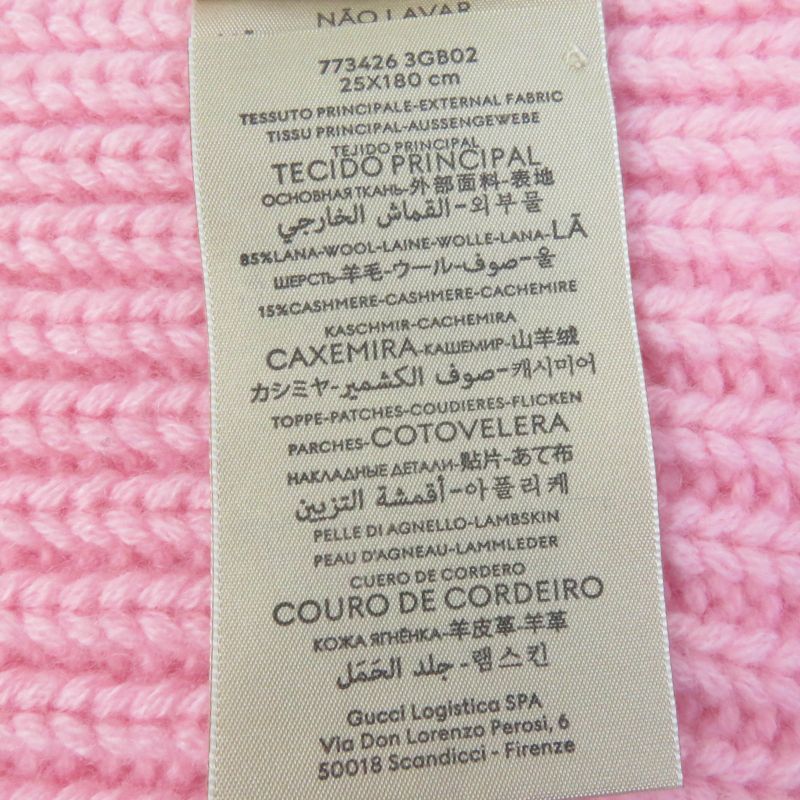 NÃO LAVAR
773426 3GB02
25X180 cm
TESSUTO PRINCIPALE-EXTERNAL FABRIC
TISSU PRINCIPAL-AUSSENGEWEBE
TEJIDO PRINCIPAL
TECIDO PRINCIPAL
ОСНОВНАЯ ТКАНЬ-外部面料-表地
القماش الخارجي-외부물
85%LANA-WOOL-LAINE-WOLLE-LANA-LÃ
ШЕРСТЬ-羊毛-ウール-صوف-울
15%CASHMERE-CASHMERE-CACHEMIRE
KASCHMIR-CACHEMIRA
CAXEMIRA-КАШЕМИР-山羊绒
カシミヤ-صوف الكشمير-캐시미어
TOPPE-PATCHES-COUDIERES-FLICKEN
PARCHES-COTOVELERA
НАКЛАДНЫЕ ДЕТАЛИ-贴片-あて布
أقمشة التزيين-아플리케
PELLE DI AGNELLO-LAMBSKIN
PEAU D'AGNEAU-LAMMLEDER
CUERO DE CORDERO
COURO DE CORDEIRO
КОЖА ЯГНЁНКА-羊皮革-羊革
جلد الحَمَل-램스킨
Gucci Logistica SPA
Via Don Lorenzo Perosi, 6
50018 Scandicci - Firenze